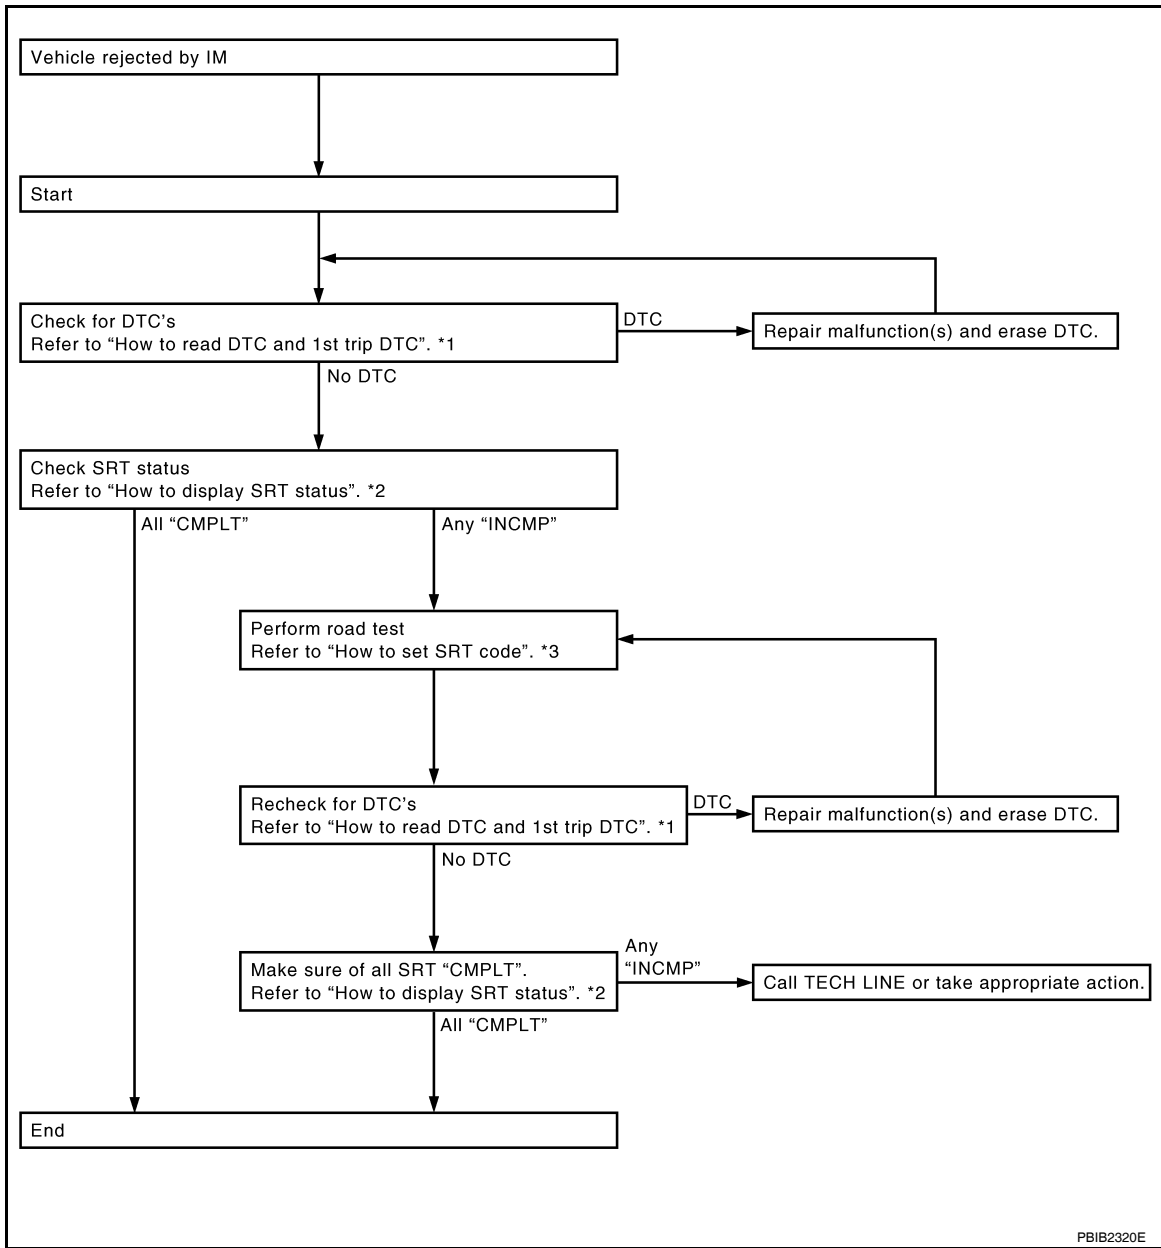 Vehicle rejected by IM
Start
Check for DTC's
Refer to “How to read DTC and 1st trip DTC”. *1
DTC
Repair malfunction(s) and erase DTC.
No DTC
Check SRT status
Refer to “How to display SRT status”. *2
All “CMPLT”
Any “INCMP”
Perform road test
Refer to “How to set SRT code”. *3
Recheck for DTC's
Refer to “How to read DTC and 1st trip DTC”. *1
DTC
Repair malfunction(s) and erase DTC.
No DTC
Make sure of all SRT “CMPLT”.
Refer to “How to display SRT status”. *2
Any
“INCMP”
Call TECH LINE or take appropriate action.
All “CMPLT”
End
PBIB2320E